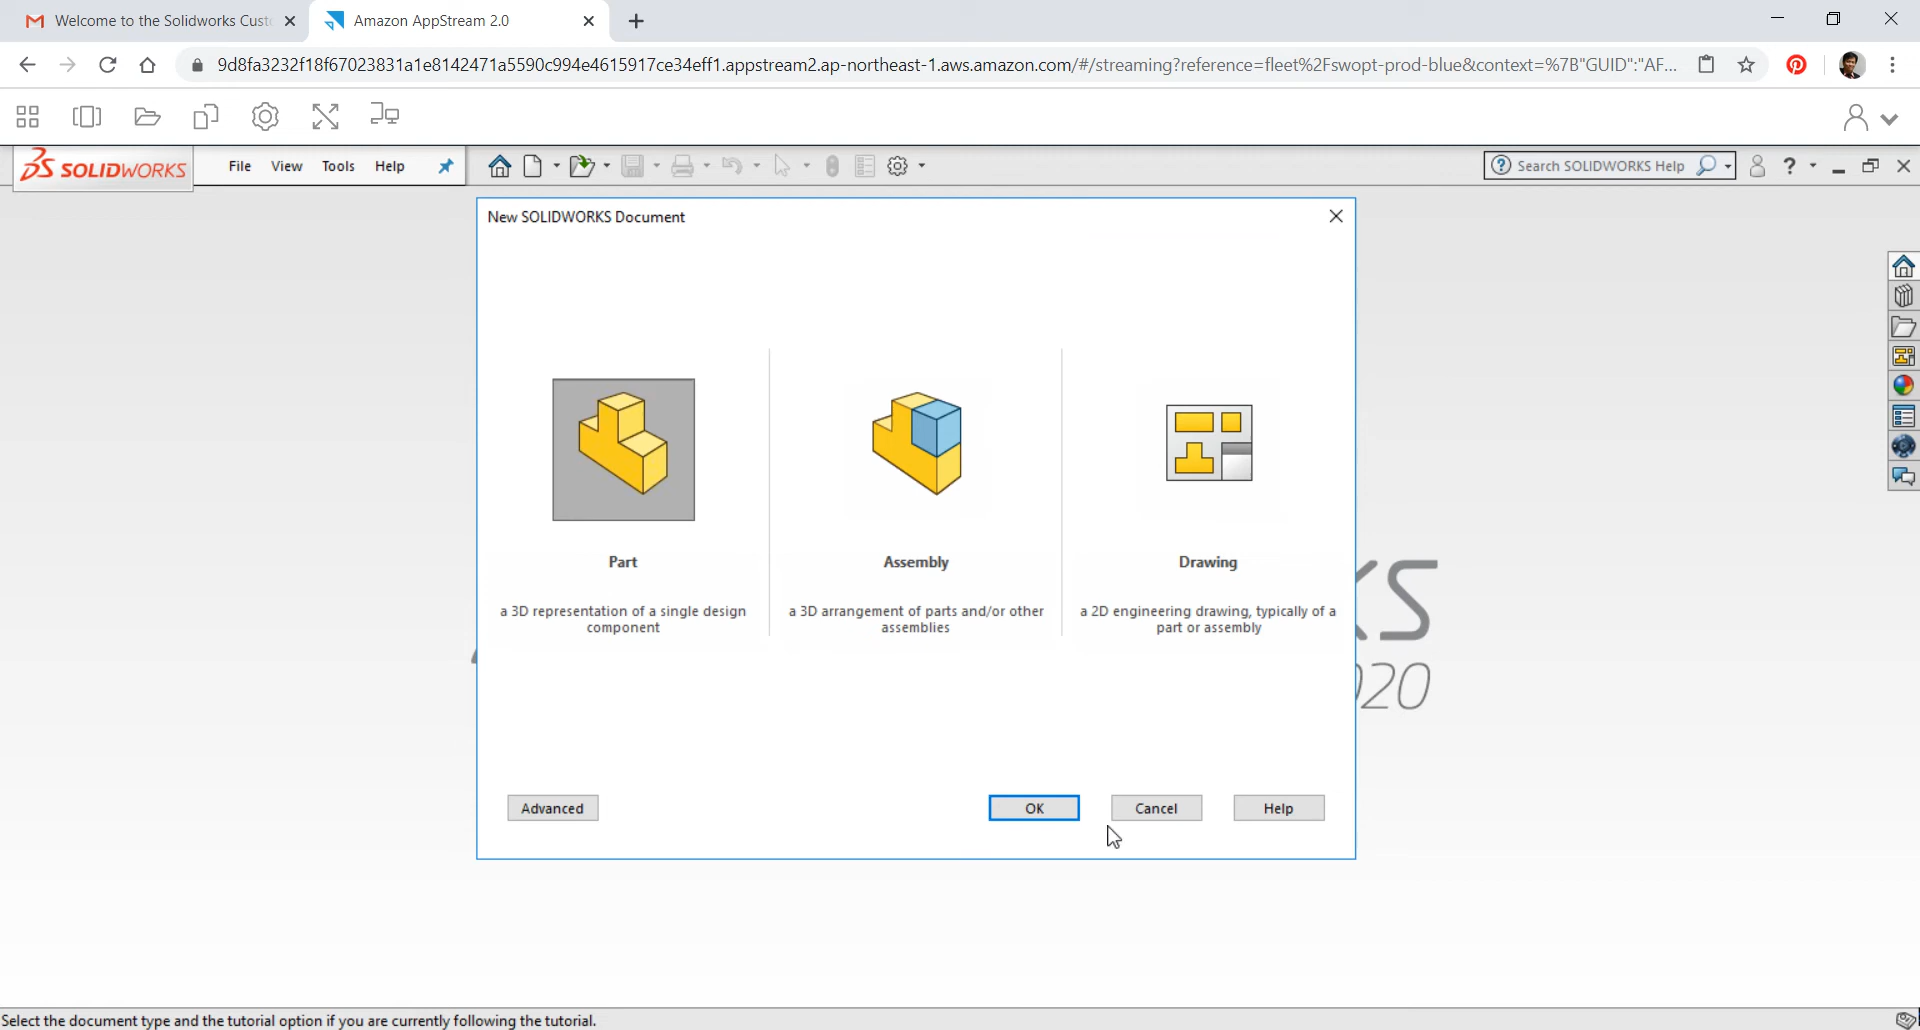 Welcome to the Solidworks Cust
Amazon AppStream 2.0
9d8fa3232f18f67023831a1e8142471a5590c994e4615917ce34eff1.appstream2.ap-northeast-1.aws.amazon.com/#/streaming?reference=fleet%2Fswopt-prod-blue&context=%7B"GUID":"AF...
SOLIDWORKS File View Tools Help
Search SOLIDWORKS Help
New SOLIDWORKS Document
Part Assembly Drawing
a 3D representation of a single design component
a 3D arrangement of parts and/or other assemblies
a 2D engineering drawing, typically of a part or assembly
KS
020
Advanced OK Cancel Help
Select the document type and the tutorial option if you are currently following the tutorial.